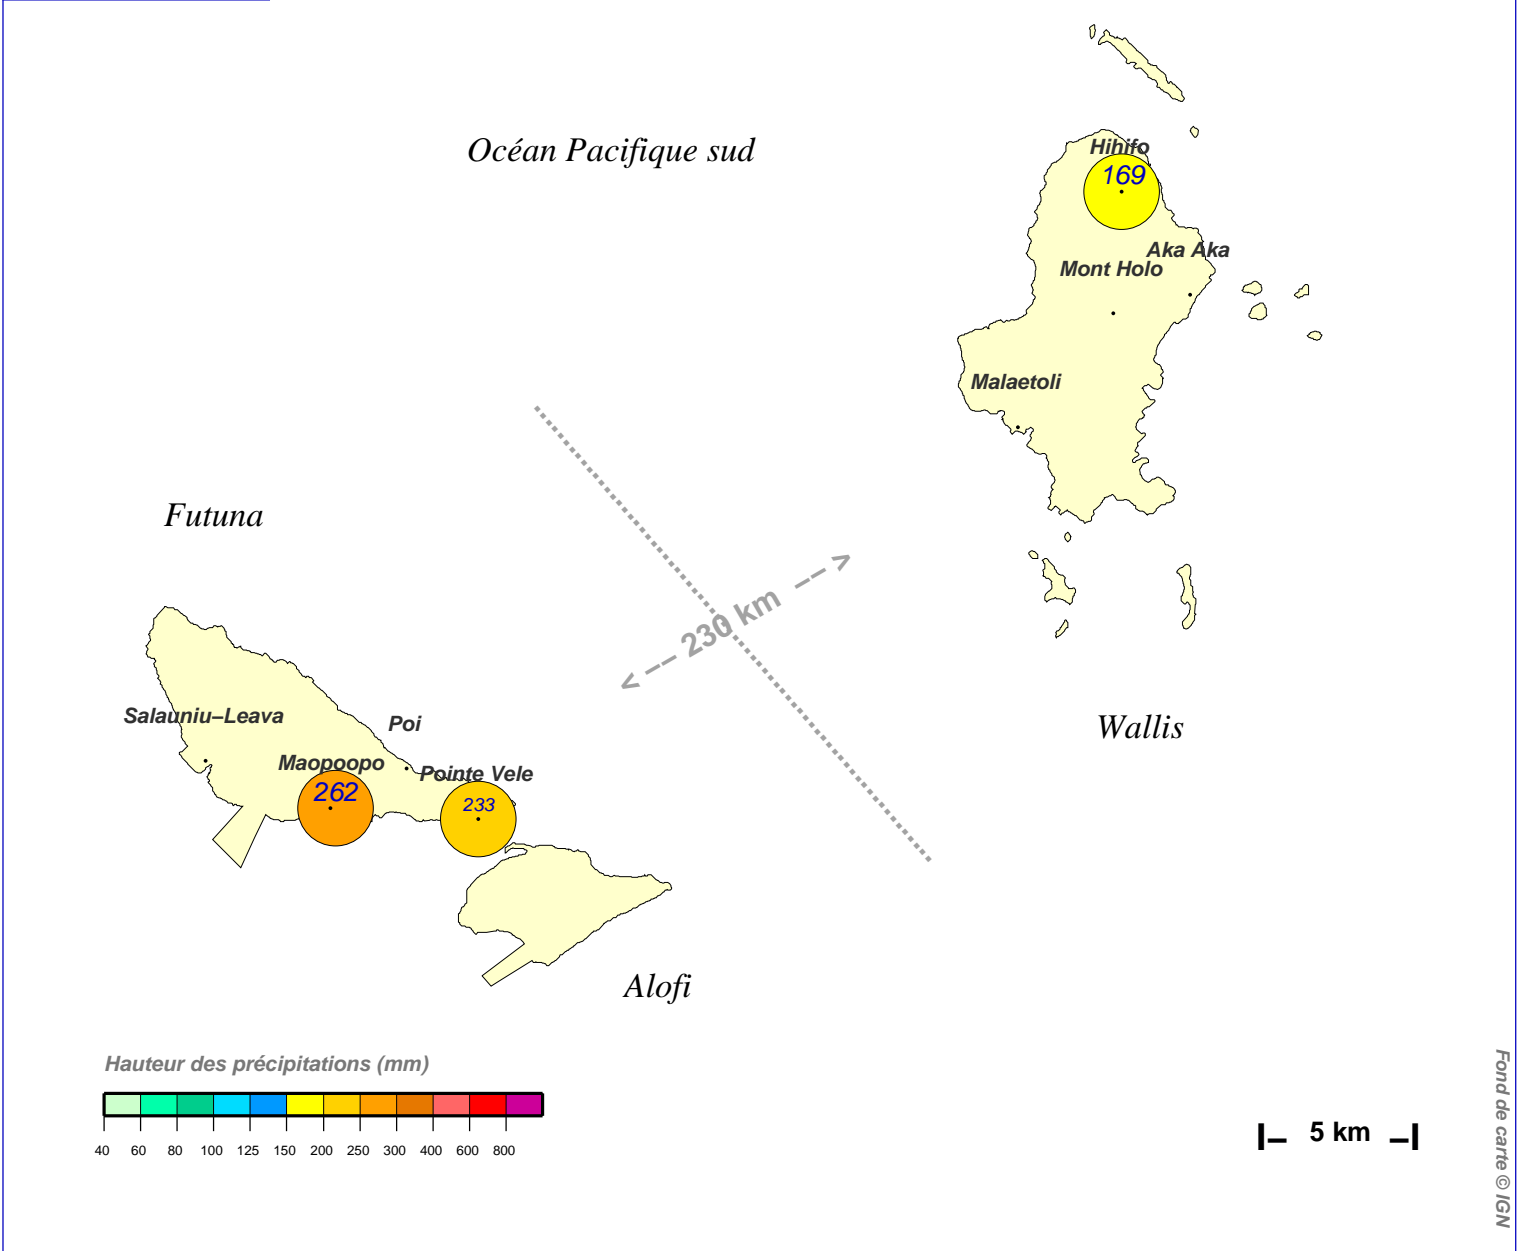 Océan Pacifique sud
Hihifo
169
Aka Aka
Mont Holo
Malaetoli
Futuna
230 km
Salauniu–Leava
Poi
Wallis
Maopoopo
Pointe Vele
262
233
Alofi
Hauteur des précipitations (mm)
40 60 80 100 125 150 200 250 300 400 600 800
5 km
Fond de carte © IGN